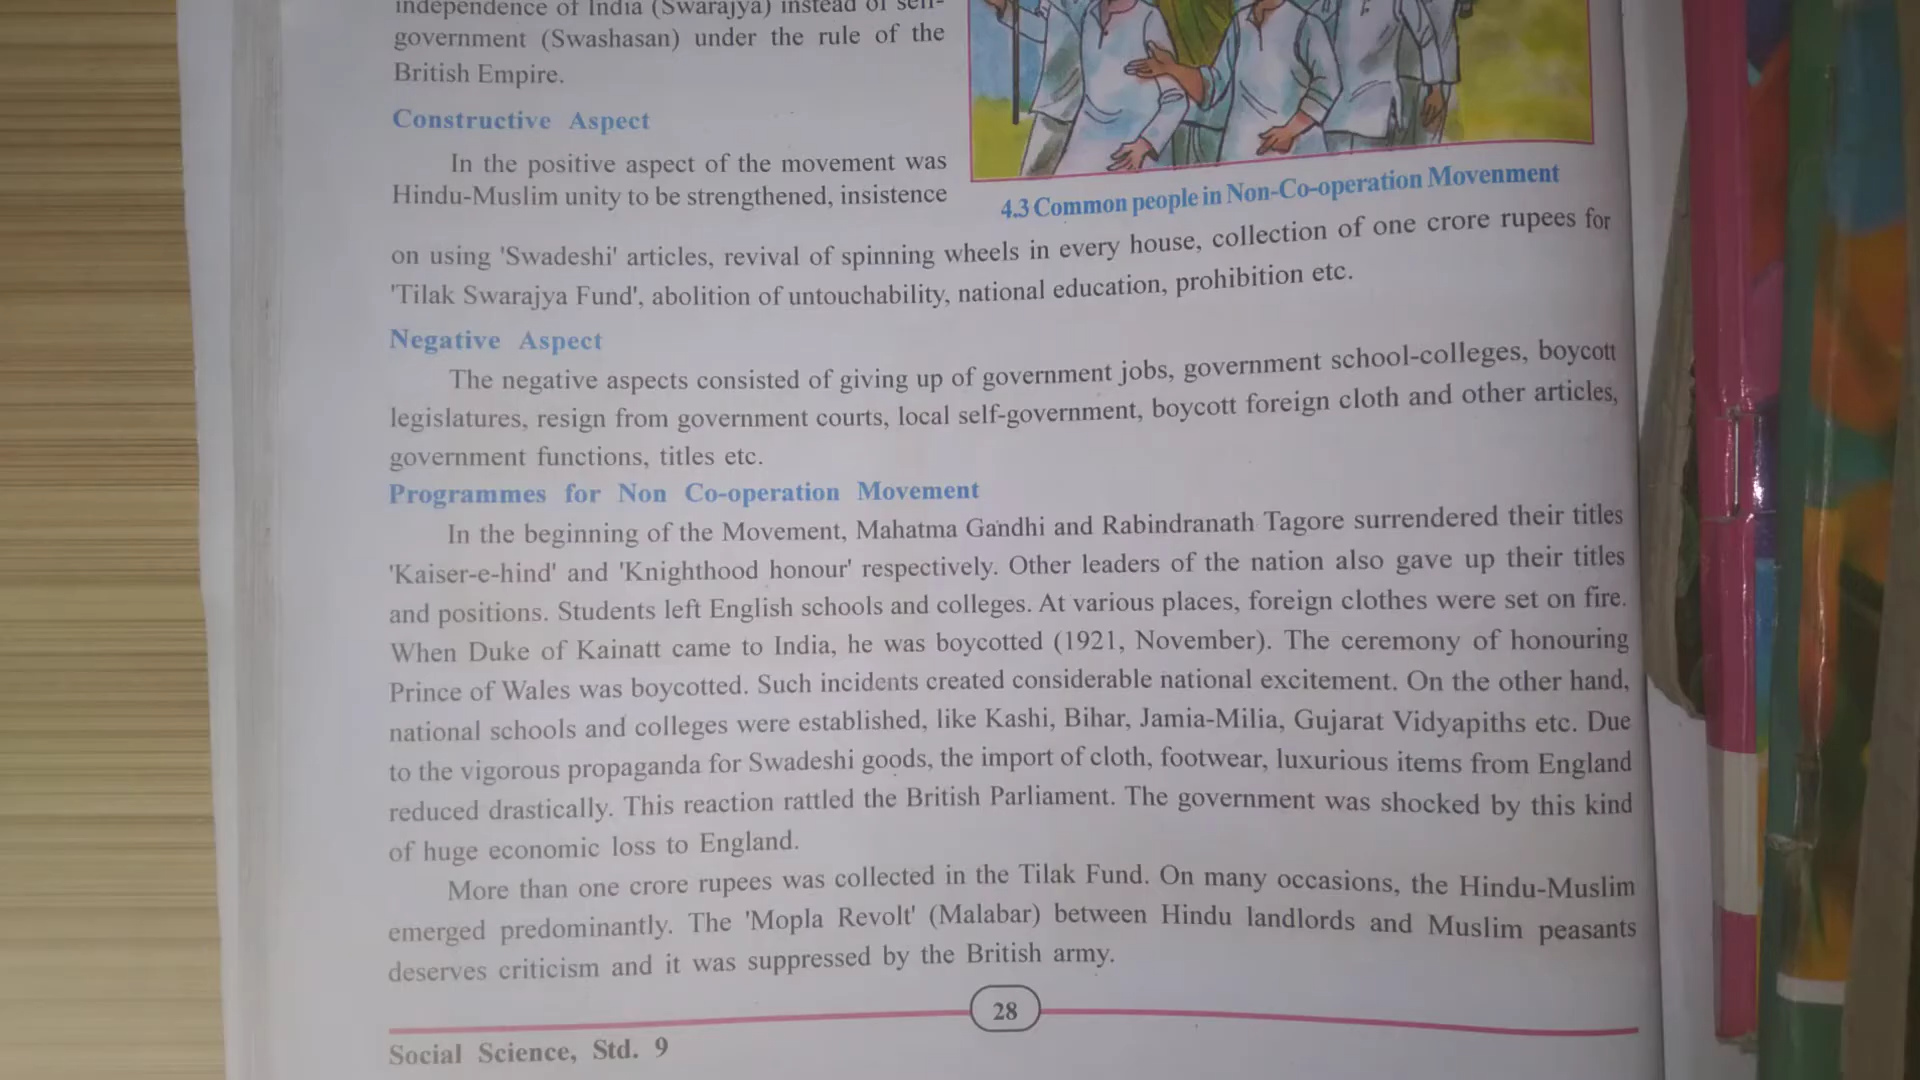 independence of India (Swarajya) instead of self-
government (Swashasan) under the rule of the
British Empire.
Constructive Aspect
In the positive aspect of the movement was
Hindu-Muslim unity to be strengthened, insistence
4.3 Common people in Non-Co-operation Movenment
on using 'Swadeshi' articles, revival of spinning wheels in every house, collection of one crore rupees for
'Tilak Swarajya Fund', abolition of untouchability, national education, prohibition etc.
Negative Aspect
The negative aspects consisted of giving up of government jobs, government school-colleges, boycott
legislatures, resign from government courts, local self-government, boycott foreign cloth and other articles,
government functions, titles etc.
Programmes for Non Co-operation Movement
In the beginning of the Movement, Mahatma Gandhi and Rabindranath Tagore surrendered their titles
'Kaiser-e-hind' and 'Knighthood honour' respectively. Other leaders of the nation also gave up their titles
and positions. Students left English schools and colleges. At various places, foreign clothes were set on fire.
When Duke of Kainatt came to India, he was boycotted (1921, November). The ceremony of honouring
Prince of Wales was boycotted. Such incidents created considerable national excitement. On the other hand,
national schools and colleges were established, like Kashi, Bihar, Jamia-Milia, Gujarat Vidyapiths etc. Due
to the vigorous propaganda for Swadeshi goods, the import of cloth, footwear, luxurious items from England
reduced drastically. This reaction rattled the British Parliament. The government was shocked by this kind
of huge economic loss to England.
More than one crore rupees was collected in the Tilak Fund. On many occasions, the Hindu-Muslim
emerged predominantly. The 'Mopla Revolt' (Malabar) between Hindu landlords and Muslim peasants
deserves criticism and it was suppressed by the British army.
28
Social Science, Std. 9